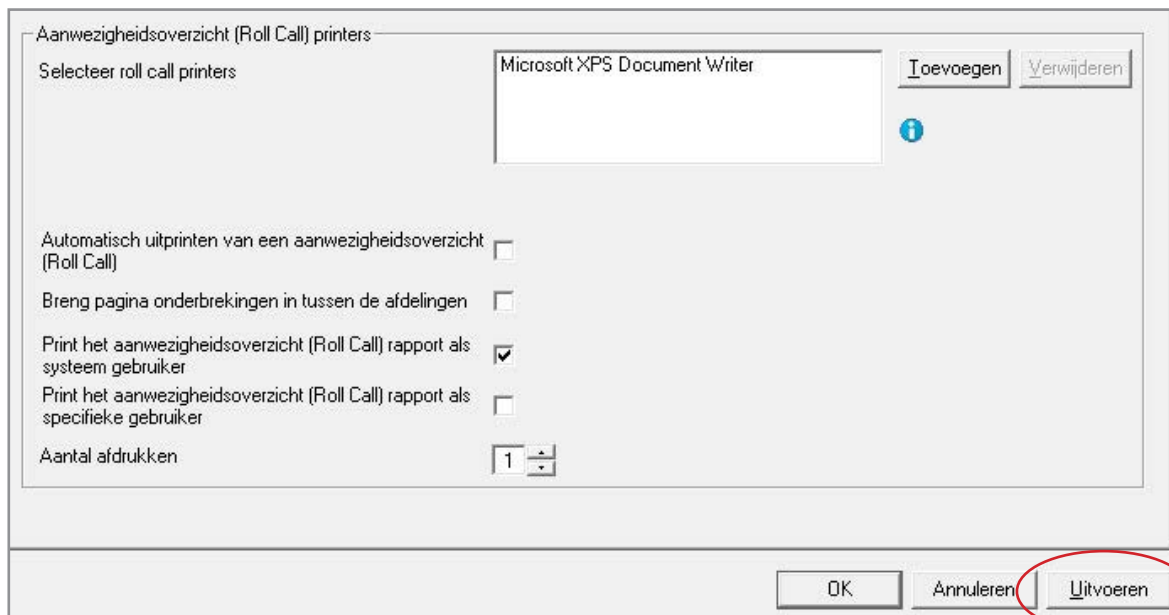 Aanwezigheidsoverzicht (Roll Call) printers
Selecteer roll call printers
Microsoft XPS Document Writer
Toevoegen
Verwijderen
Automatisch uitprinten van een aanwezigheidsoverzicht
(Roll Call)
Breng pagina onderbrekingen in tussen de afdelingen
Print het aanwezigheidsoverzicht (Roll Call) rapport als
systeem gebruiker
Print het aanwezigheidsoverzicht (Roll Call) rapport als
specifieke gebruiker
Aantal afdrukken
1
OK
Annuleren
Uitvoeren